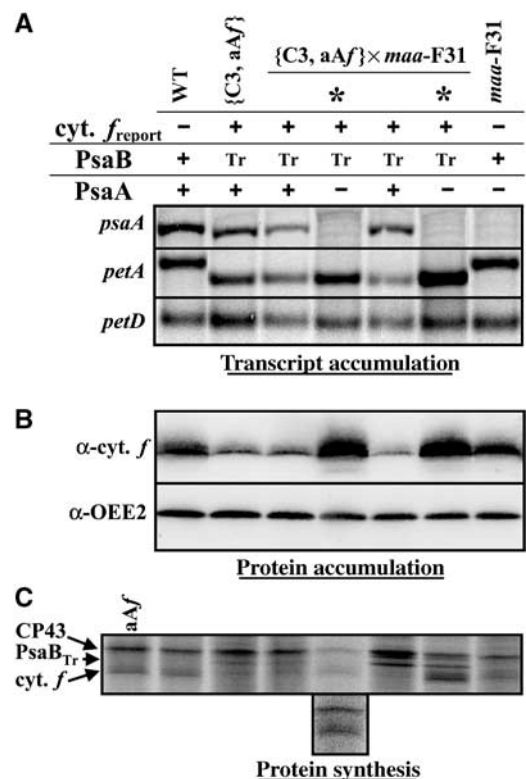 A
{C3, aAf} × maa-F31
WT
{C3, aAf}
*
*
maa-F31
cyt. f report
− + + + + + −
PsaB
+ Tr Tr Tr Tr Tr +
PsaA
+ + + − + − −
psaA
petA
petD
Transcript accumulation
B
α-cyt. f
α-OEE2
Protein accumulation
C
aAf
CP43
PsaBTr
cyt. f
Protein synthesis